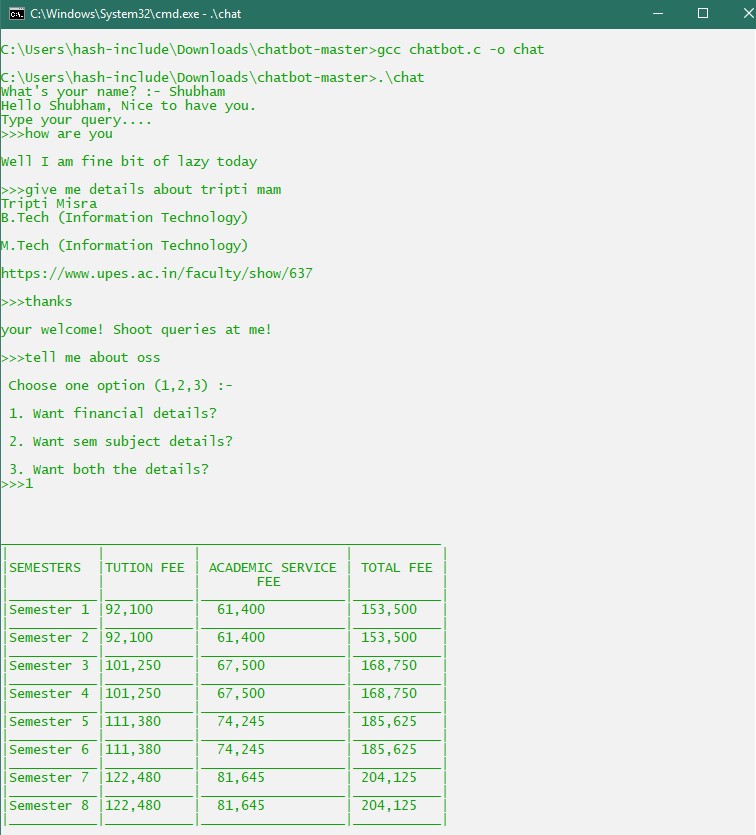 C:\Windows\System32\cmd.exe - .\chat
C:\Users\hash-include\Downloads\chatbot-master>gcc chatbot.c -o chat
C:\Users\hash-include\Downloads\chatbot-master>.\chat
What's your name? :- Shubham
Hello Shubham, Nice to have you.
Type your query....
>>>how are you
Well I am fine bit of lazy today
>>>give me details about tripti mam
Tripti Misra
B.Tech (Information Technology)
M.Tech (Information Technology)
https://www.upes.ac.in/faculty/show/637
>>>thanks
your welcome! Shoot queries at me!
>>>tell me about oss
Choose one option (1,2,3) :-
1. Want financial details?
2. Want sem subject details?
3. Want both the details?
>>>1
SEMESTERS TUTION FEE ACADEMIC SERVICE TOTAL FEE
FEE
Semester 1 92,100 61,400 153,500
Semester 2 92,100 61,400 153,500
Semester 3 101,250 67,500 168,750
Semester 4 101,250 67,500 168,750
Semester 5 111,380 74,245 185,625
Semester 6 111,380 74,245 185,625
Semester 7 122,480 81,645 204,125
Semester 8 122,480 81,645 204,125